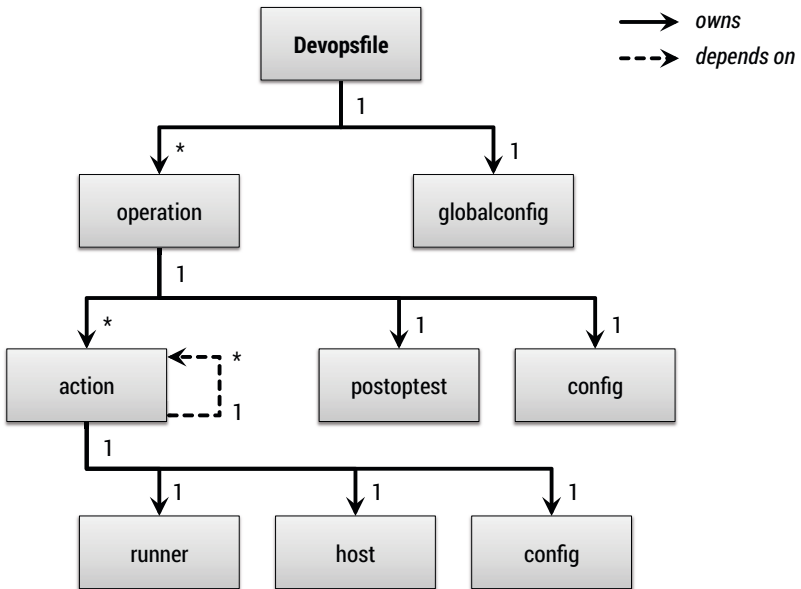 Devopsfile
owns
depends on
1
*
1
operation
globalconfig
1
*
1
1
action
*
1
postoptest
config
1
1
1
1
runner
host
config